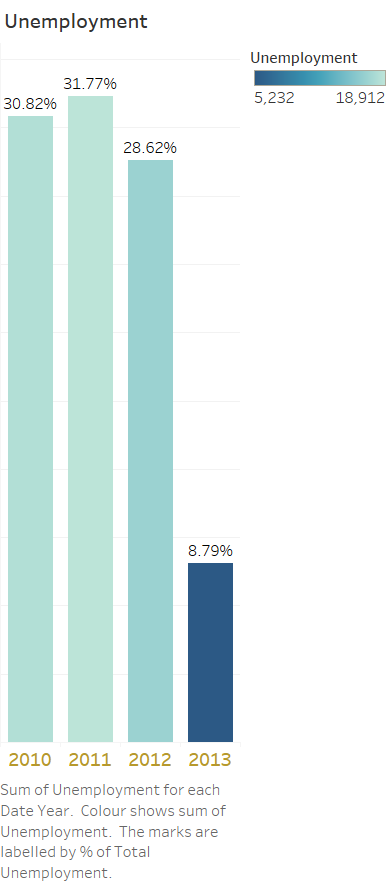 Unemployment
Unemployment
5,232 18,912
31.77%
30.82%
28.62%
8.79%
2010 2011 2012 2013
Sum of Unemployment for each
Date Year.  Colour shows sum of
Unemployment.  The marks are
labelled by % of Total
Unemployment.